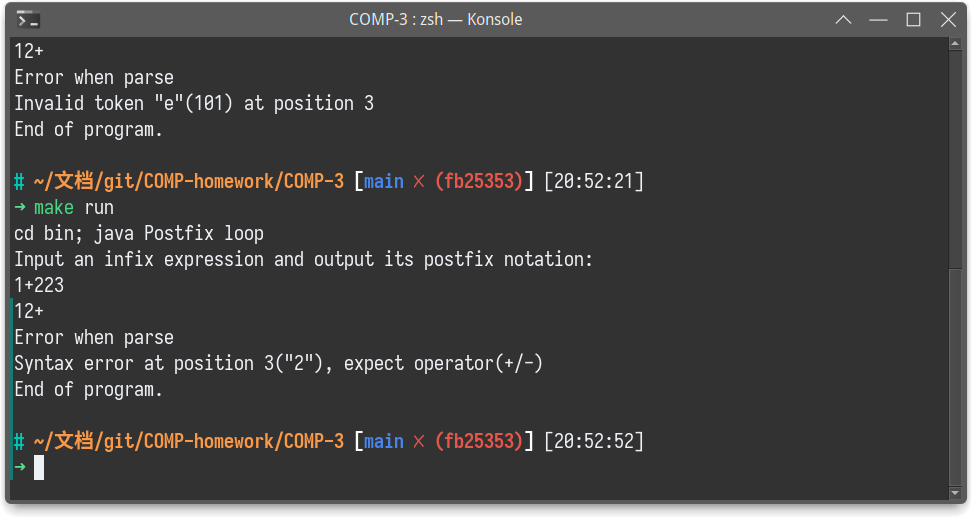 COMP-3 : zsh — Konsole
12+
Error when parse
Invalid token "e"(101) at position 3
End of program.
# ~/文档/git/COMP-homework/COMP-3 [main × (fb25353)] [20:52:21]
→ make run
cd bin; java Postfix loop
Input an infix expression and output its postfix notation:
1+223
12+
Error when parse
Syntax error at position 3("2"), expect operator(+/-)
End of program.
# ~/文档/git/COMP-homework/COMP-3 [main × (fb25353)] [20:52:52]
→